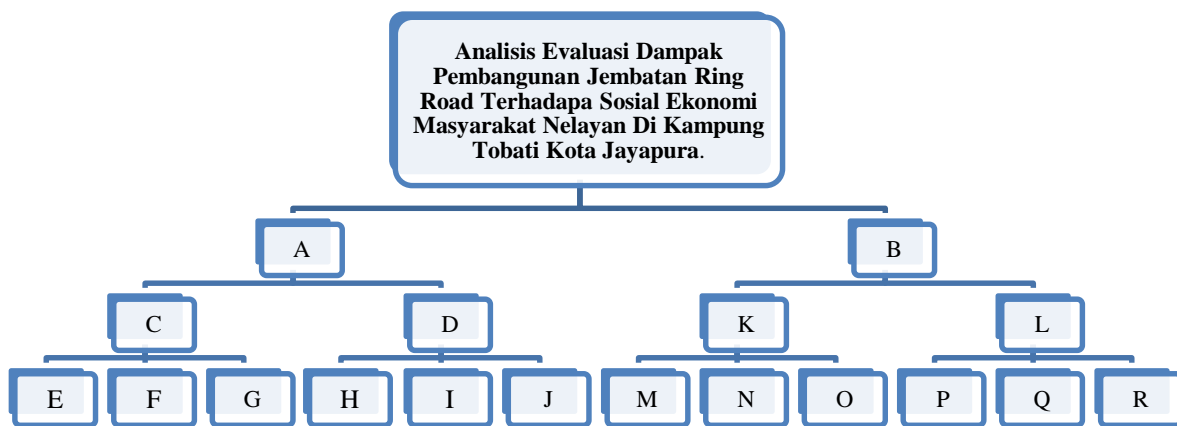 Analisis Evaluasi Dampak
Pembangunan Jembatan Ring
Road Terhadapa Sosial Ekonomi
Masyarakat Nelayan Di Kampung
Tobati Kota Jayapura.
A
B
C
D
K
L
E
F
G
H
I
J
M
N
O
P
Q
R